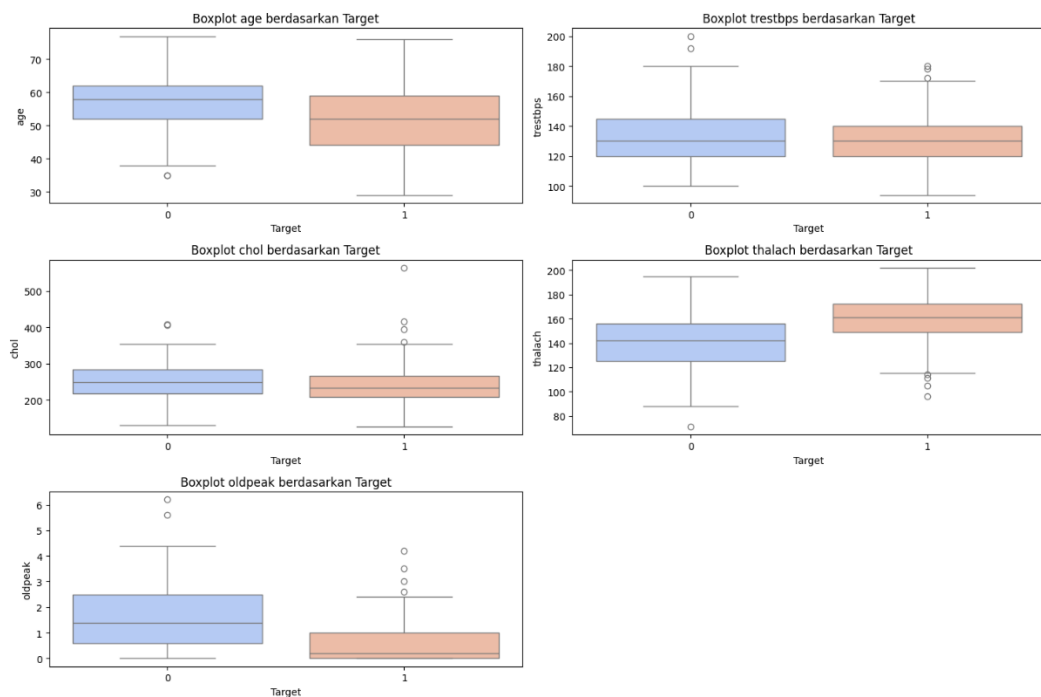 Boxplot age berdasarkan Target
70
60
50
40
30
age
0
1
Target
Boxplot trestbps berdasarkan Target
200
180
160
140
120
100
trestbps
0
1
Target
Boxplot chol berdasarkan Target
500
400
300
200
chol
0
1
Target
Boxplot thalach berdasarkan Target
200
180
160
140
120
100
80
thalach
0
1
Target
Boxplot oldpeak berdasarkan Target
6
5
4
3
2
1
0
oldpeak
0
1
Target